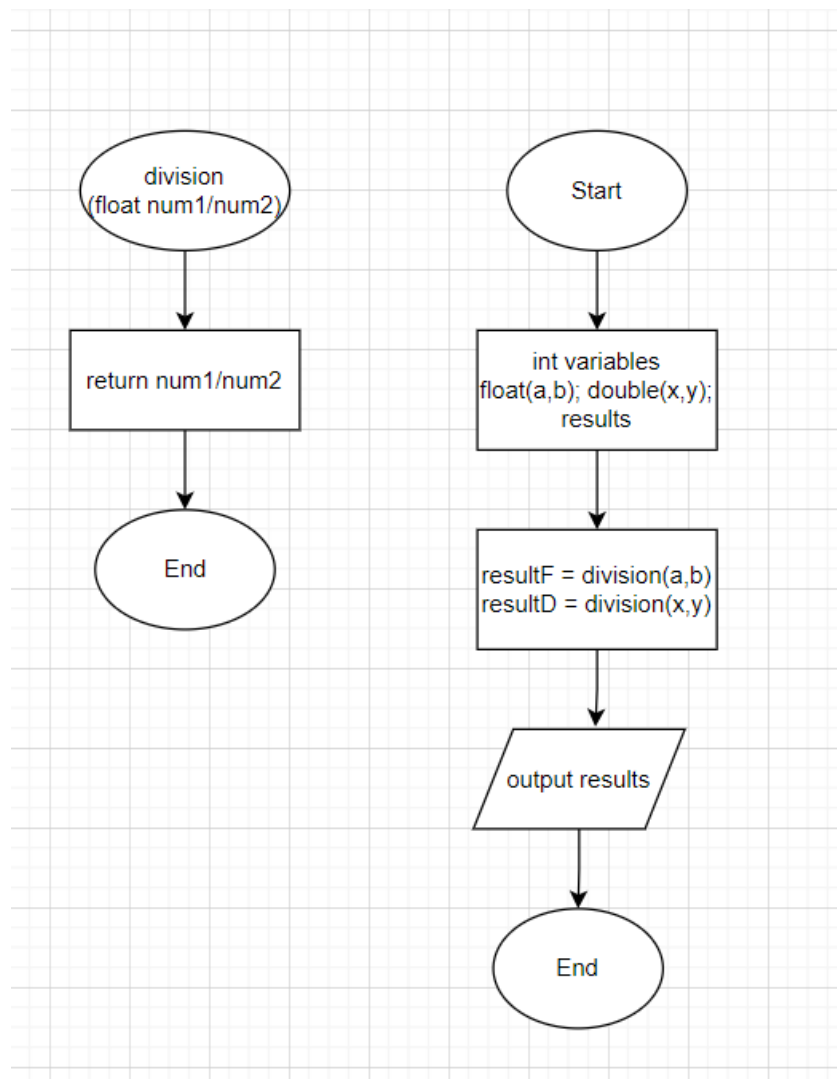 division
(float num1/num2)
return num1/num2
End
Start
int variables
float(a,b); double(x,y);
results
resultF = division(a,b)
resultD = division(x,y)
output results
End